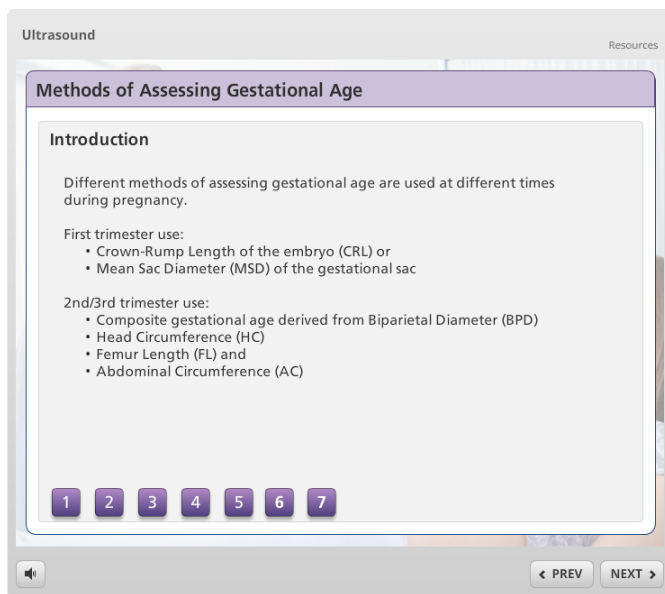 Ultrasound
Resources
Methods of Assessing Gestational Age
Introduction
Different methods of assessing gestational age are used at different times
during pregnancy.
First trimester use:
• Crown-Rump Length of the embryo (CRL) or
• Mean Sac Diameter (MSD) of the gestational sac
2nd/3rd trimester use:
• Composite gestational age derived from Biparietal Diameter (BPD)
• Head Circumference (HC)
• Femur Length (FL) and
• Abdominal Circumference (AC)
1 2 3 4 5 6 7
PREV NEXT